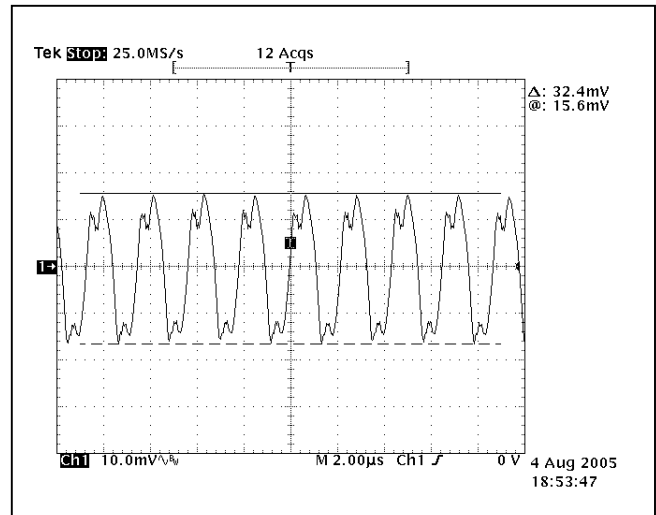 Tek Stop: 25.0MS/s 12 Acqs
[ T ]
Δ: 32.4mV
@: 15.6mV
T
1→
Ch1 10.0mV∿Bw M 2.00µs Ch1 ƒ 0 V
4 Aug 2005
18:53:47